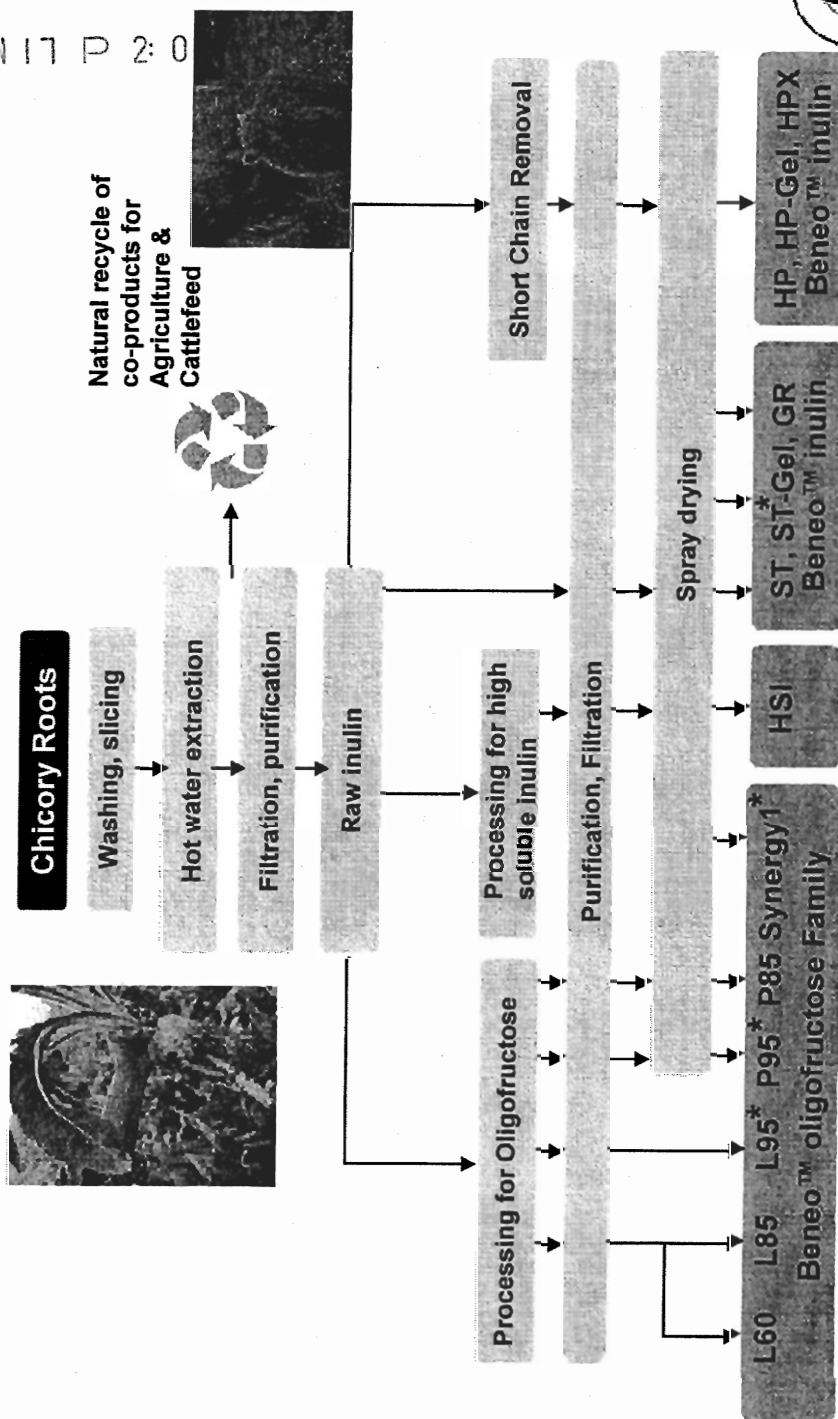 Chicory Roots
Washing, slicing
Hot water extraction
Filtration, purification
Raw inulin
Natural recycle of
co-products for
Agriculture &
Cattlefeed
Processing for Oligofructose
Processing for high
soluble inulin
Short Chain Removal
Purification, Filtration
Spray drying
L60 L85 L95* P95* P85 Synergy1*
Beneo™ oligofructose Family
HSI
ST, ST-Gel, GR
*
Beneo™ inulin
HP, HP-Gel, HPX
Beneo™ inulin
P 2:0